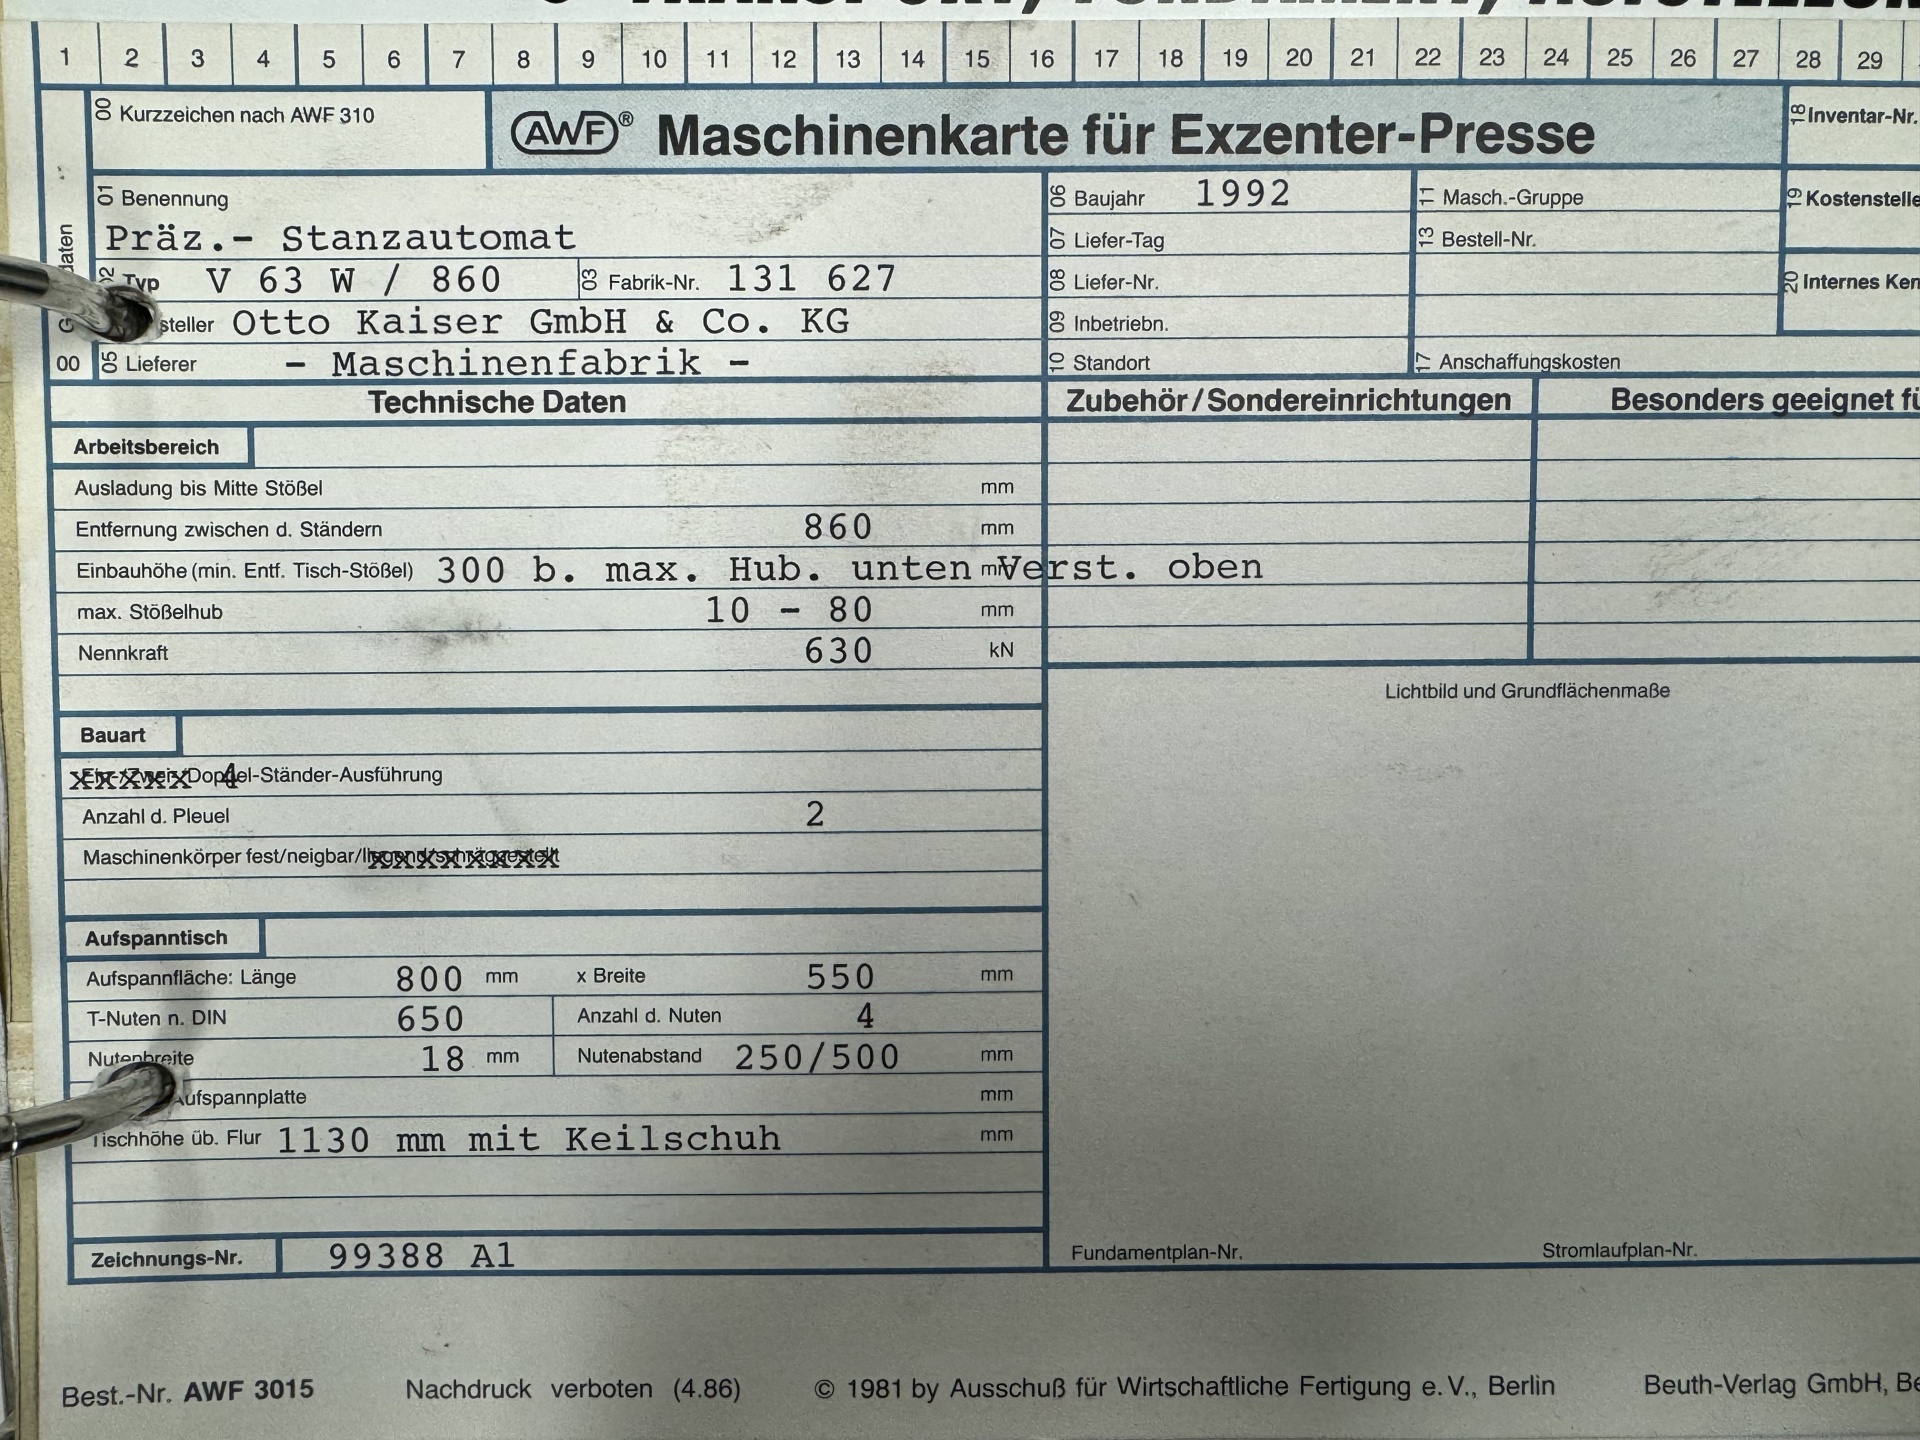 1 2 3 4 5 6 7 8 9 10 11 12 13 14 15 16 17 18 19 20 21 22 23 24 25 26 27 28 29
00 Kurzzeichen nach AWF 310
AWF® Maschinenkarte für Exzenter-Presse
18 Inventar-Nr.
01 Benennung
Präz.- Stanzautomat
Typ V 63 W / 860
03 Fabrik-Nr. 131 627
steller Otto Kaiser GmbH & Co. KG
00 05 Lieferer - Maschinenfabrik -
06 Baujahr 1992
07 Liefer-Tag
08 Liefer-Nr.
09 Inbetriebn.
10 Standort
11 Masch.-Gruppe
13 Bestell-Nr.
17 Anschaffungskosten
19 Kostenstelle
20 Internes Ken
Technische Daten
Zubehör/Sondereinrichtungen
Besonders geeignet fü
Arbeitsbereich
Ausladung bis Mitte Stößel mm
Entfernung zwischen d. Ständern 860 mm
Einbauhöhe (min. Entf. Tisch-Stößel) 300 b. max. Hub. unten Verst. oben
max. Stößelhub 10 - 80 mm
Nennkraft 630 kN
Lichtbild und Grundflächenmaße
Bauart
Ein-/Zwei-/Doppel-Ständer-Ausführung 4
Anzahl d. Pleuel 2
Maschinenkörper fest/neigbar/liegend/schräggestellt
Aufspanntisch
Aufspannfläche: Länge 800 mm x Breite 550 mm
T-Nuten n. DIN 650 Anzahl d. Nuten 4
Nutenbreite 18 mm Nutenabstand 250/500 mm
Aufspannplatte mm
Tischhöhe üb. Flur 1130 mm mit Keilschuh mm
Zeichnungs-Nr. 99388 A1
Fundamentplan-Nr. Stromlaufplan-Nr.
Best.-Nr. AWF 3015 Nachdruck verboten (4.86) © 1981 by Ausschuß für Wirtschaftliche Fertigung e.V., Berlin Beuth-Verlag GmbH, Be